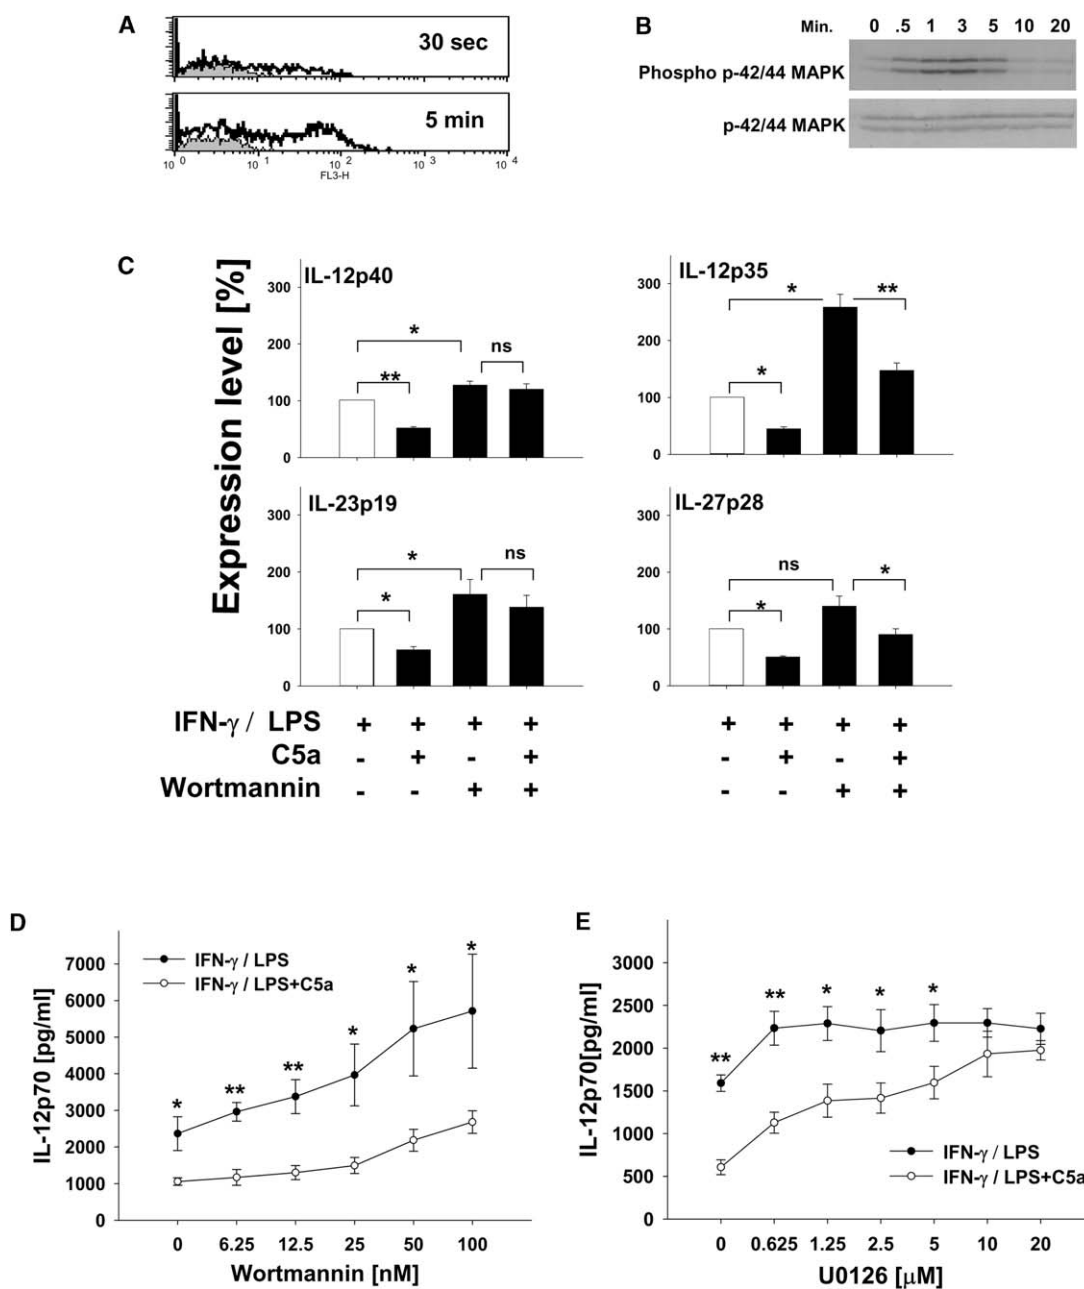 A
30 sec
5 min
10 0 10 1 10 2 10 3 10 4
FL3-H
B
Min. 0 .5 1 3 5 10 20
Phospho p-42/44 MAPK
p-42/44 MAPK
C
Expression level [%]
IL-12p40
300
200
100
0
*
**
ns
IL-12p35
300
200
100
0
*
**
*
IL-23p19
300
200
100
0
*
ns
*
IL-27p28
300
200
100
0
ns
*
*
IFN-γ / LPS + + + + + + + +
C5a - + - + - + - +
Wortmannin - - + + - - + +
D
IL-12p70 [pg/ml]
7000
6000
5000
4000
3000
2000
1000
0
IFN-γ / LPS
IFN-γ / LPS+C5a
* ** ** * * *
0 6.25 12.5 25 50 100
Wortmannin [nM]
E
IL-12p70[pg/ml]
3000
2500
2000
1500
1000
500
0
** ** * * *
IFN-γ / LPS
IFN-γ / LPS+C5a
0 0.625 1.25 2.5 5 10 20
U0126 [μM]